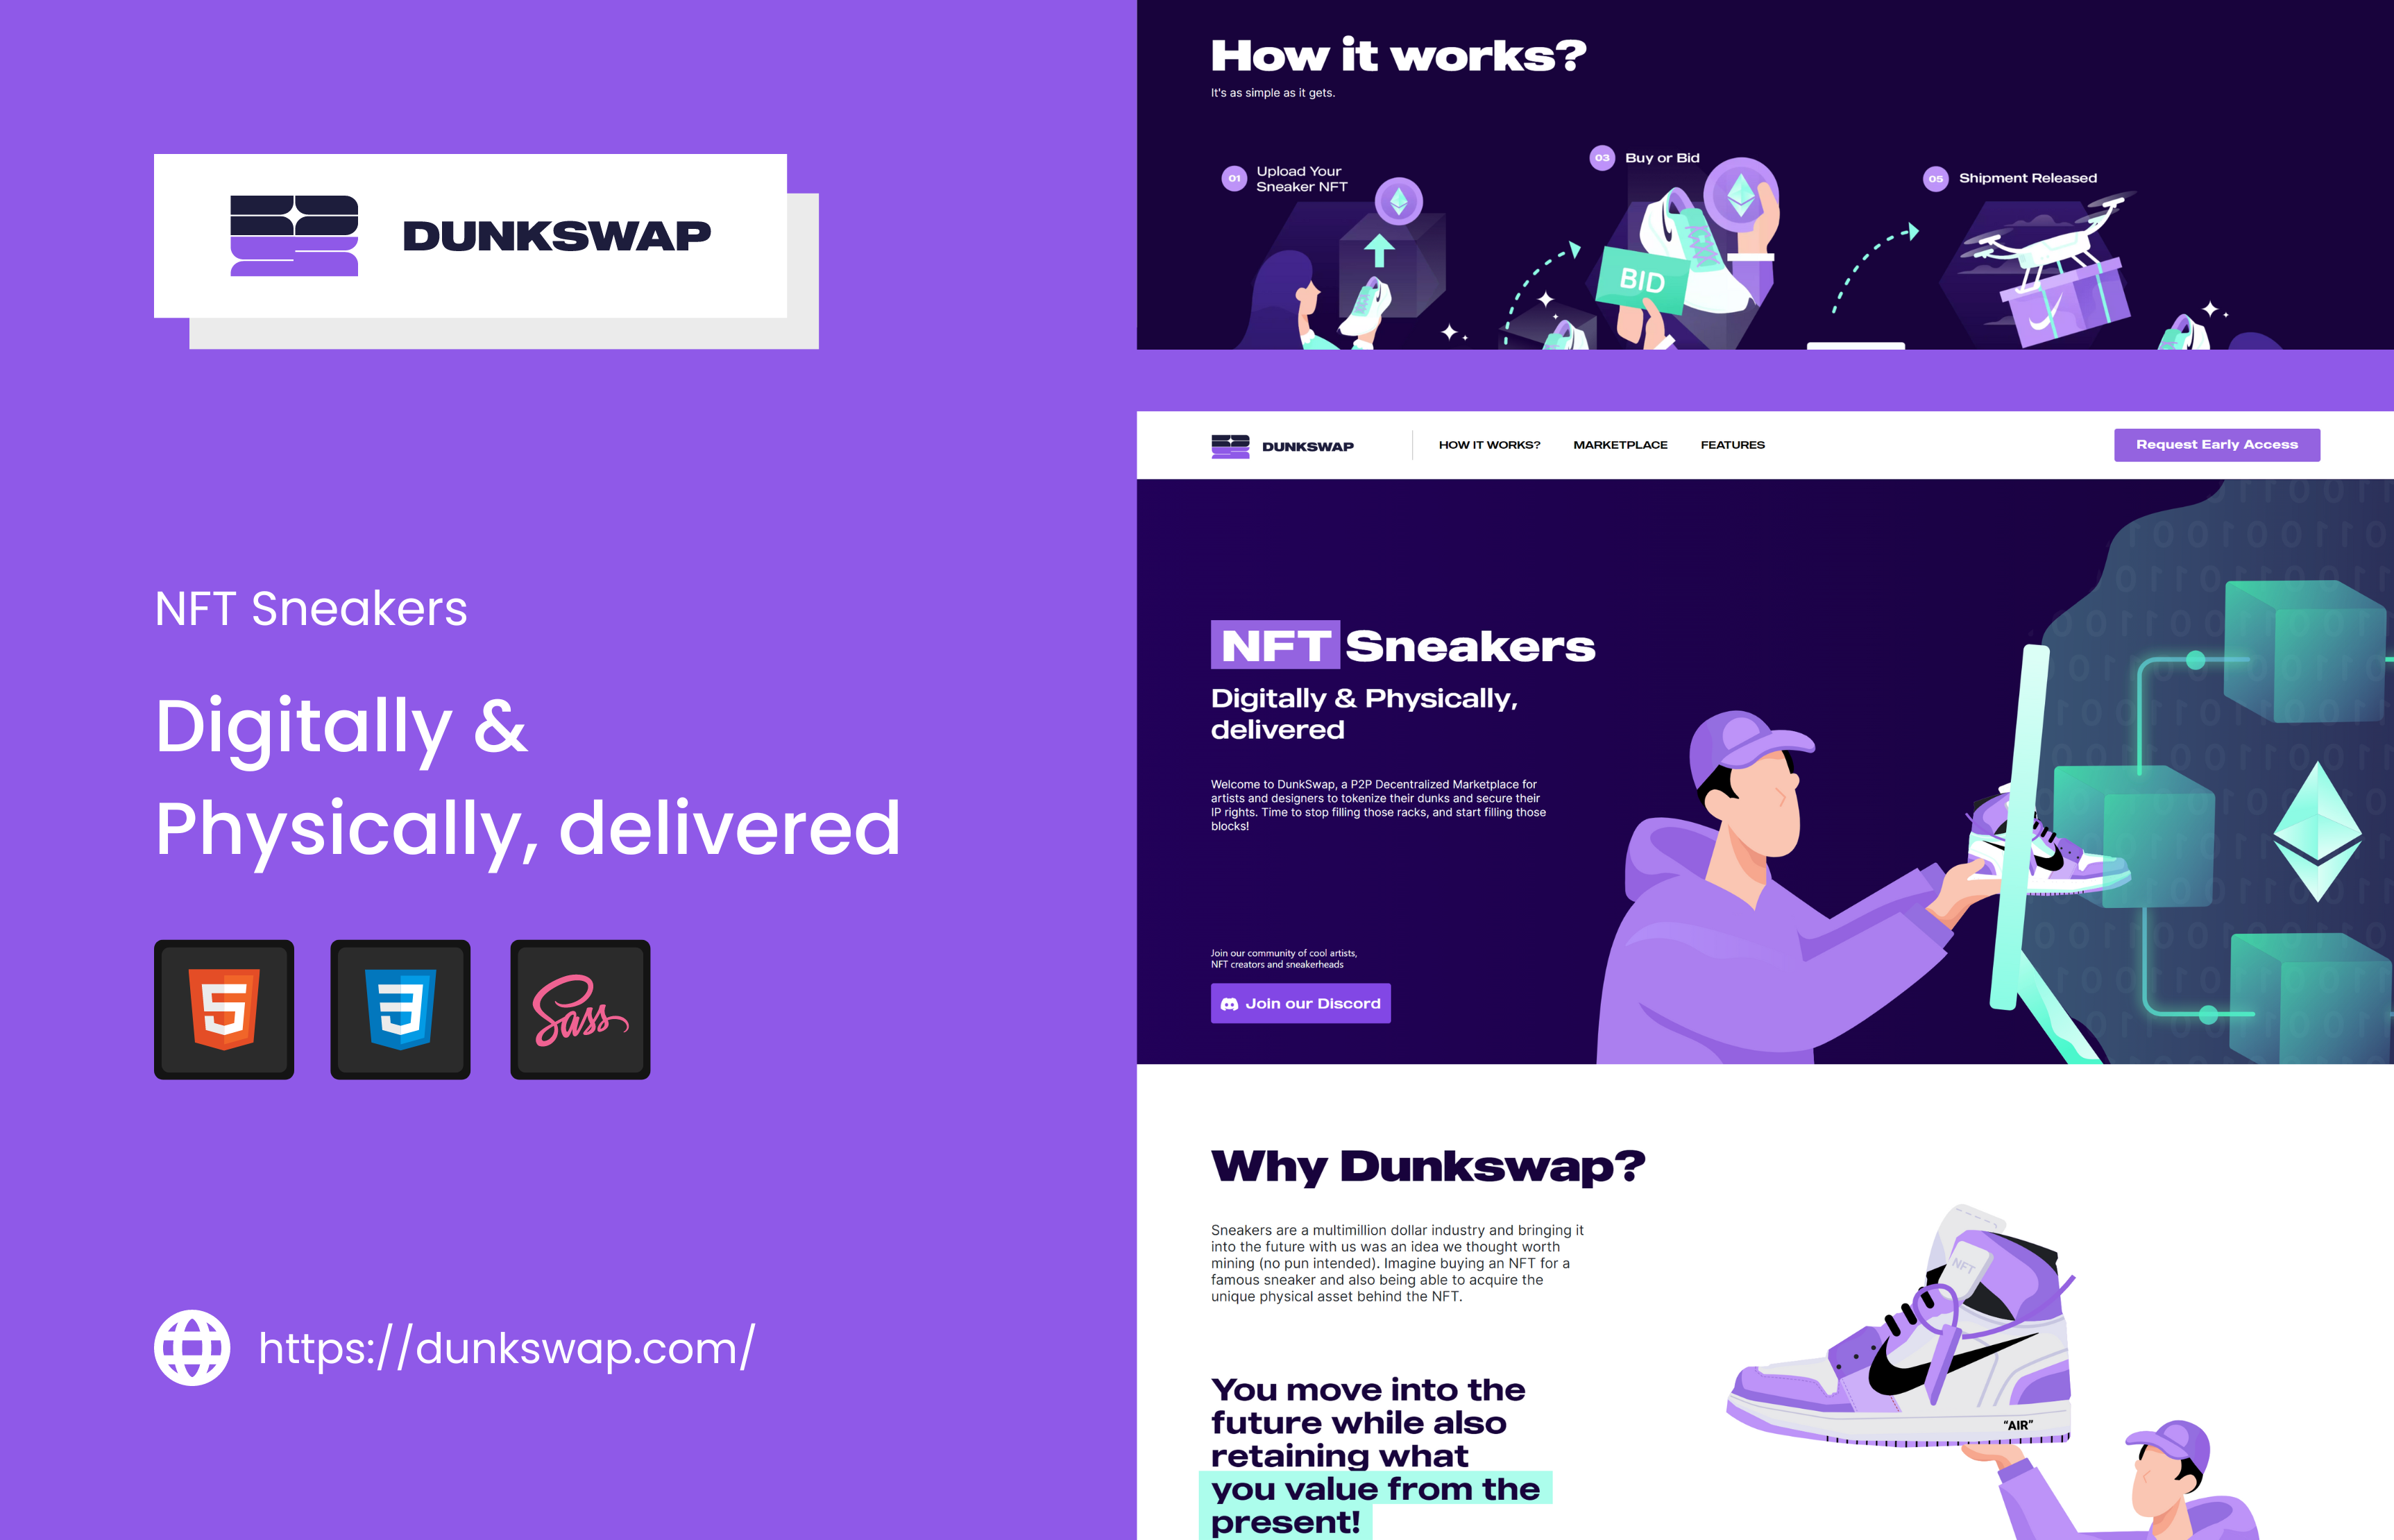 DUNKSWAP
NFT Sneakers
Digitally &
Physically, delivered
5
3
Sass
https://dunkswap.com/
How it works?
It's as simple as it gets.
01
Upload Your
Sneaker NFT
03
Buy or Bid
BID
05
Shipment Released
DUNKSWAP
HOW IT WORKS?
MARKETPLACE
FEATURES
Request Early Access
NFT Sneakers
Digitally & Physically,
delivered
Welcome to DunkSwap, a P2P Decentralized Marketplace for
artists and designers to tokenize their dunks and secure their
IP rights. Time to stop filling those racks, and start filling those
blocks!
Join our community of cool artists,
NFT creators and sneakerheads
Join our Discord
Why Dunkswap?
Sneakers are a multimillion dollar industry and bringing it
into the future with us was an idea we thought worth
mining (no pun intended). Imagine buying an NFT for a
famous sneaker and also being able to acquire the
unique physical asset behind the NFT.
NFT
"AIR"
You move into the
future while also
retaining what
you value from the
present!